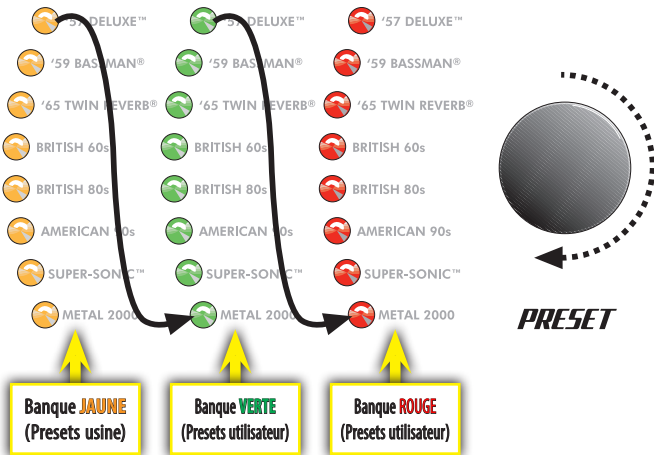 '57 DELUXE™ '57 DELUXE™ '57 DELUXE™
'59 BASSMAN® '59 BASSMAN® '59 BASSMAN®
'65 TWIN REVERB® '65 TWIN REVERB® '65 TWIN REVERB®
BRITISH 60s BRITISH 60s BRITISH 60s
BRITISH 80s BRITISH 80s BRITISH 80s
AMERICAN 90s AMERICAN 90s AMERICAN 90s
SUPER-SONIC™ SUPER-SONIC™ SUPER-SONIC™
METAL 2000 METAL 2000 METAL 2000
PRESET
Banque JAUNE
(Presets usine)
Banque VERTE
(Presets utilisateur)
Banque ROUGE
(Presets utilisateur)